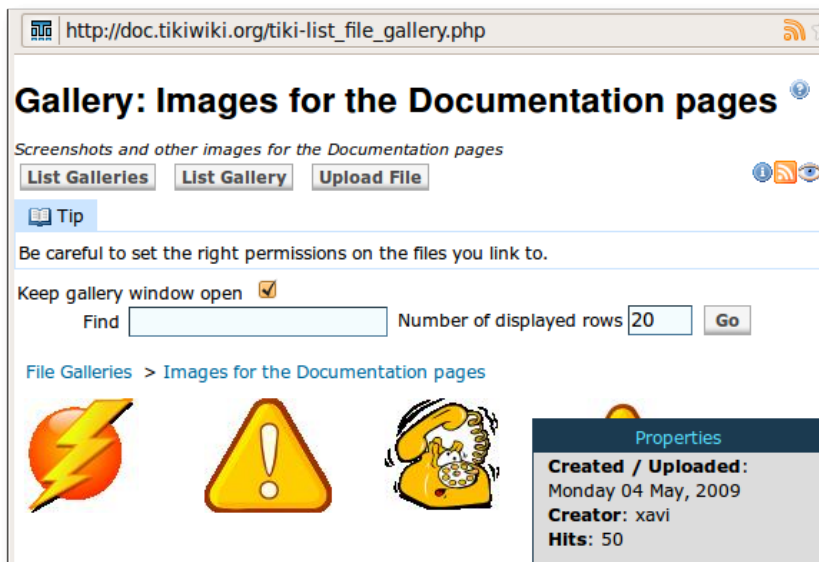 http://doc.tikiwiki.org/tiki-list_file_gallery.php
Gallery: Images for the Documentation pages
Screenshots and other images for the Documentation pages
List Galleries List Gallery Upload File
Tip
Be careful to set the right permissions on the files you link to.
Keep gallery window open
Find Number of displayed rows 20 Go
File Galleries > Images for the Documentation pages
Properties
Created / Uploaded:
Monday 04 May, 2009
Creator: xavi
Hits: 50